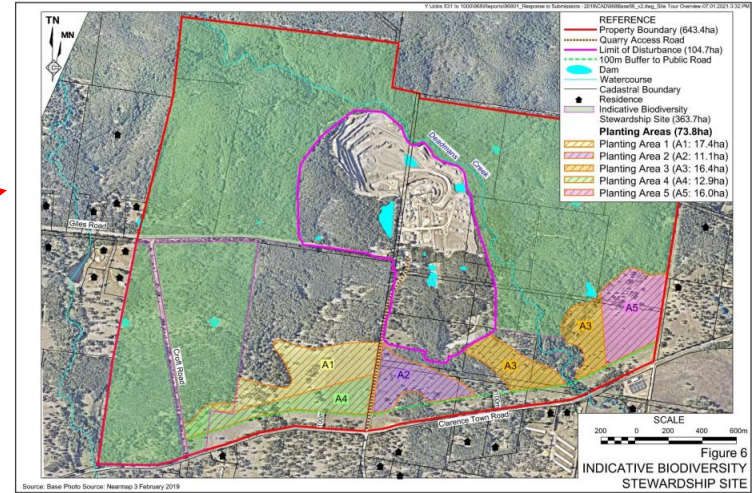 Y:\Jobs 531 to 1000\968\Reports\96801_Response to Submissions - 2018\CAD\968Base56_v2.dwg_Site Tour Overview-07.01.2021 3:32 PM
TN
MN
REFERENCE
Property Boundary (643.4ha)
Quarry Access Road
Limit of Disturbance (104.7ha)
100m Buffer to Public Road
Dam
Watercourse
Cadastral Boundary
Residence
Indicative Biodiversity
Stewardship Site (363.7ha)
Planting Areas (73.8ha)
Planting Area 1 (A1: 17.4ha)
Planting Area 2 (A2: 11.1ha)
Planting Area 3 (A3: 16.4ha)
Planting Area 4 (A4: 12.9ha)
Planting Area 5 (A5: 16.0ha)
Deadmans Creek
Giles Road
Croft Road
A1
A2
A3
A3
A4
A5
100m
100m
Clarence Town Road
SCALE
200 0 200 400 600m
Figure 6
INDICATIVE BIODIVERSITY
STEWARDSHIP SITE
Source: Base Photo Source: Nearmap 3 February 2019